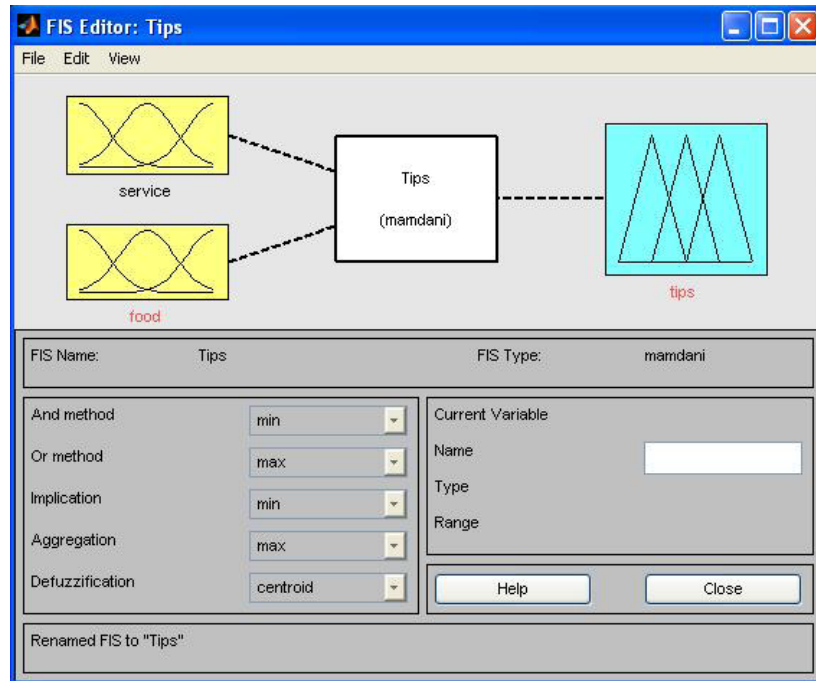 FIS Editor: Tips
File Edit View
service
food
Tips
(mamdani)
tips
FIS Name: Tips FIS Type: mamdani
And method min
Or method max
Implication min
Aggregation max
Defuzzification centroid
Current Variable
Name
Type
Range
Help Close
Renamed FIS to "Tips"